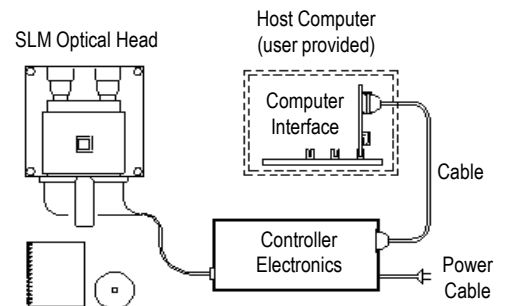 Host Computer
(user provided)
SLM Optical Head
Computer
Interface
Cable
Controller
Electronics
Power
Cable